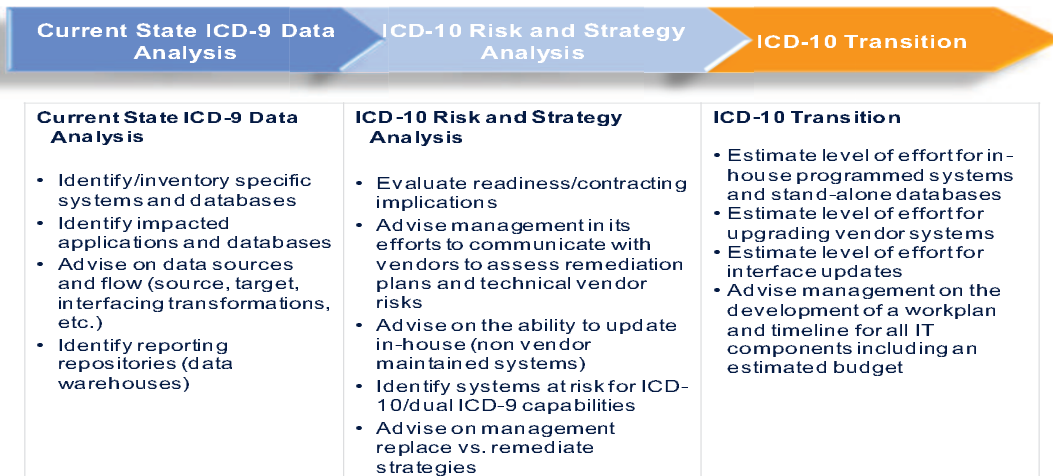 Current State ICD-9 Data
Analysis
ICD-10 Risk and Strategy
Analysis
ICD-10 Transition
Current State ICD-9 Data
Analysis
• Identify/inventory specific
systems and databases
• Identify impacted
applications and databases
• Advise on data sources
and flow (source, target,
interfacing transformations,
etc.)
• Identify reporting
repositories (data
warehouses)
ICD-10 Risk and Strategy
Analysis
• Evaluate readiness/contracting
implications
• Advise management in its
efforts to communicate with
vendors to assess remediation
plans and technical vendor
risks
• Advise on the ability to update
in-house (non vendor
maintained systems)
• Identify systems at risk for ICD-
10/dual ICD-9 capabilities
• Advise on management
replace vs. remediate
strategies
ICD-10 Transition
• Estimate level of effort for in-
house programmed systems
and stand-alone databases
• Estimate level of effort for
upgrading vendor systems
• Estimate level of effort for
interface updates
• Advise management on the
development of a workplan
and timeline for all IT
components including an
estimated budget